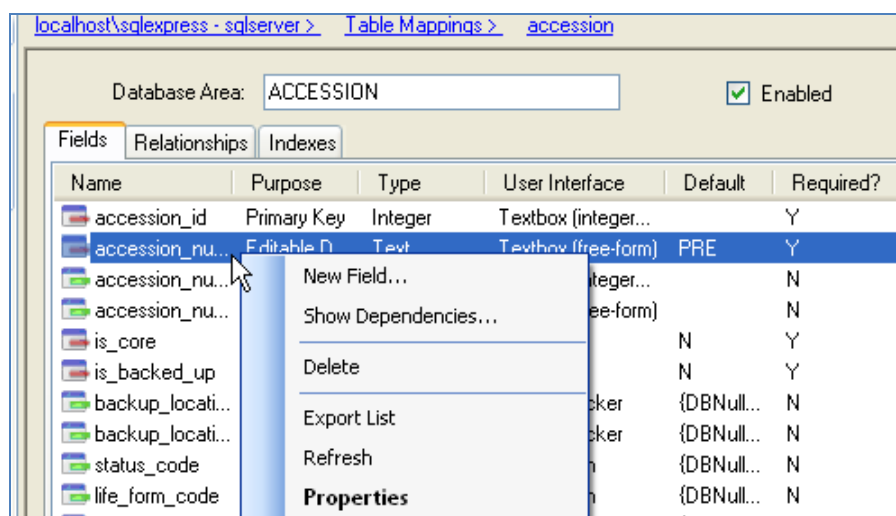 localhost\sqlexpress - sqlserver > Table Mappings > accession
Database Area: ACCESSION Enabled
Fields Relationships Indexes
Name Purpose Type User Interface Default Required?
accession_id Primary Key Integer Textbox (integer... Y
accession_nu... Editable D Text Textbox (free-form) PRE Y
accession_nu... teger... N
accession_nu... ee-form) N
is_core N Y
is_backed_up N Y
backup_locati... cker {DBNull... N
backup_locati... cker {DBNull... N
status_code n {DBNull... N
life_form_code n {DBNull... N
New Field...
Show Dependencies...
Delete
Export List
Refresh
Properties